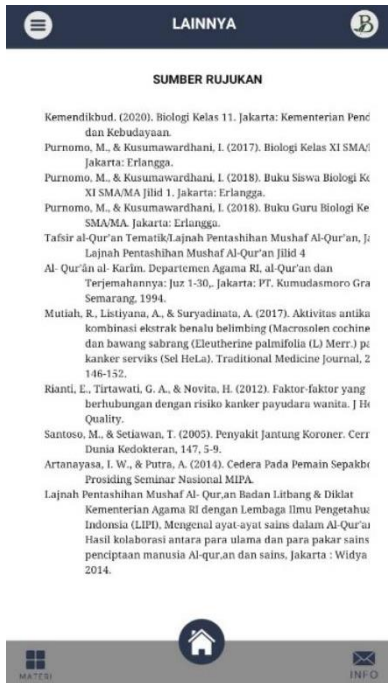 LAINNYA
SUMBER RUJUKAN
Kemendikbud. (2020). Biologi Kelas 11. Jakarta: Kementerian Pend
dan Kebudayaan.
Purnomo, M., & Kusumawardhani, I. (2017). Biologi Kelas XI SMA/
Jakarta: Erlangga.
Purnomo, M., & Kusumawardhani, I. (2018). Buku Siswa Biologi Ke
XI SMA/MA Jilid 1. Jakarta: Erlangga.
Purnomo, M., & Kusumawardhani, I. (2018). Buku Guru Biologi Ke
SMA/MA. Jakarta: Erlangga.
Tafsir al-Qur'an Tematik/Lajnah Pentashihan Mushaf Al-Qur'an, Ja
Lajnah Pentashihan Mushaf Al-Qur'an Jilid 4
Al- Qur'ân al- Karîm. Departemen Agama RI, al-Qur'an dan
Terjemahannya: Juz 1-30,. Jakarta: PT. Kumudasmoro Gra
Semarang, 1994.
Mutiah, R., Listiyana, A., & Suryadinata, A. (2017). Aktivitas antika
kombinasi ekstrak benalu belimbing (Macrosolen cochine
dan bawang sabrang (Eleutherine palmifolia (L) Merr.) pa
kanker serviks (Sel HeLa). Traditional Medicine Journal, 2
146-152.
Rianti, E., Tirtawati, G. A., & Novita, H. (2012). Faktor-faktor yang
berhubungan dengan risiko kanker payudara wanita. J He
Quality.
Santoso, M., & Setiawan, T. (2005). Penyakit Jantung Koroner. Cerm
Dunia Kedokteran, 147, 5-9.
Artanayasa, I. W., & Putra, A. (2014). Cedera Pada Pemain Sepakbo
Prosiding Seminar Nasional MIPA.
Lajnah Pentashihan Mushaf Al- Qur,an Badan Litbang & Diklat
Kementerian Agama RI dengan Lembaga Ilmu Pengetahua
Indonsia (LIPI), Mengenal ayat-ayat sains dalam Al-Qur'an
Hasil kolaborasi antara para ulama dan para pakar sains
penciptaan manusia Al-qur,an dan sains. Jakarta : Widya
2014.
MATERI
INFO